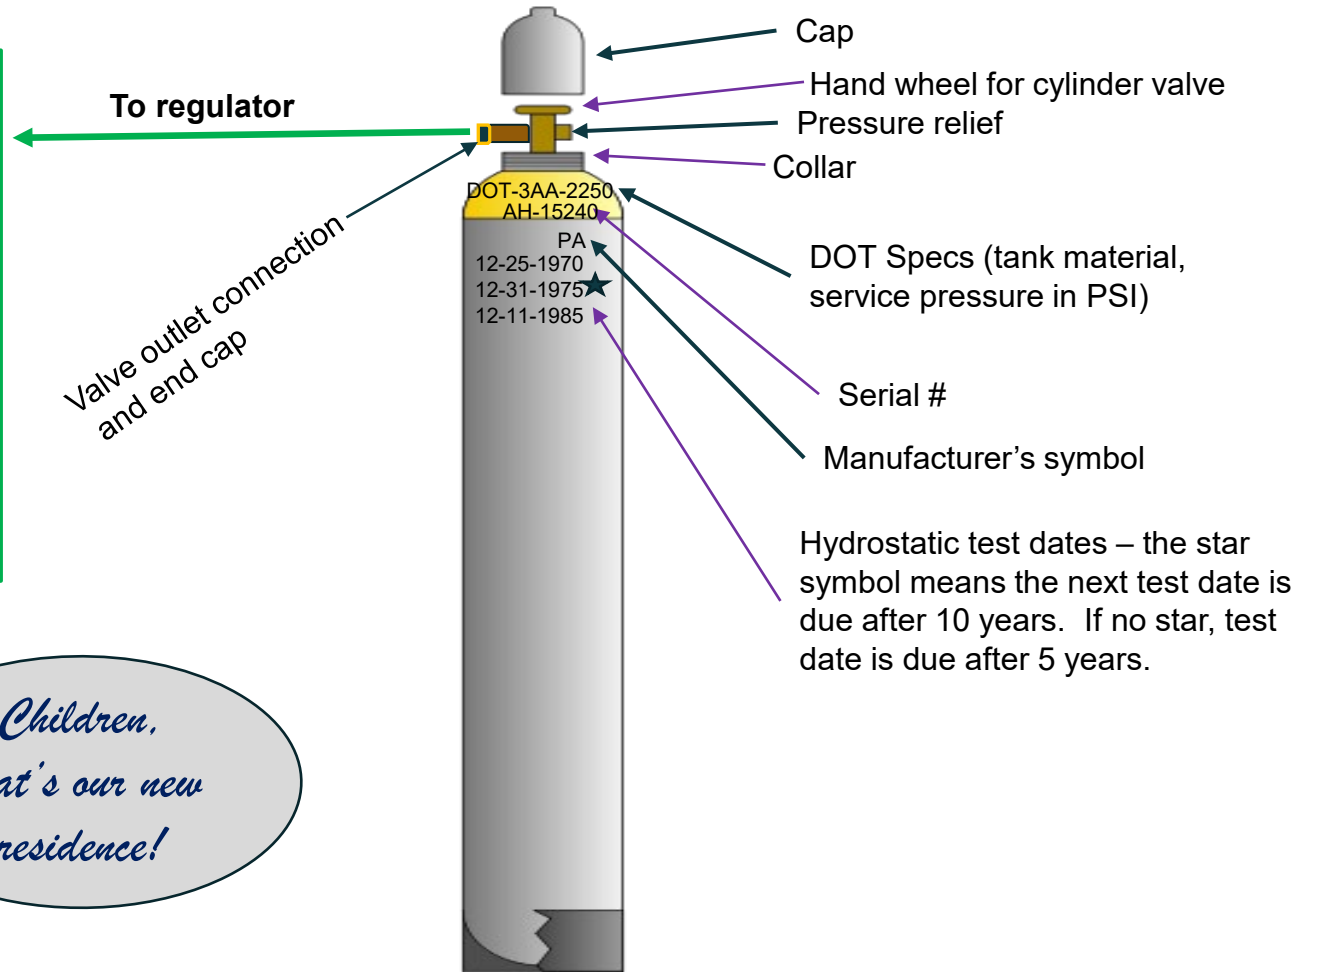 Cap
Hand wheel for cylinder valve
To regulator
Pressure relief
Collar
DOT-3AA-2250
AH-15240
PA
12-25-1970
12-31-1975
12-11-1985
Valve outlet connection
and end cap
DOT Specs (tank material,
service pressure in PSI)
Serial #
Manufacturer’s symbol
Hydrostatic test dates – the star
symbol means the next test date is
due after 10 years.  If no star, test
date is due after 5 years.
Children,
at’s our new
residence!